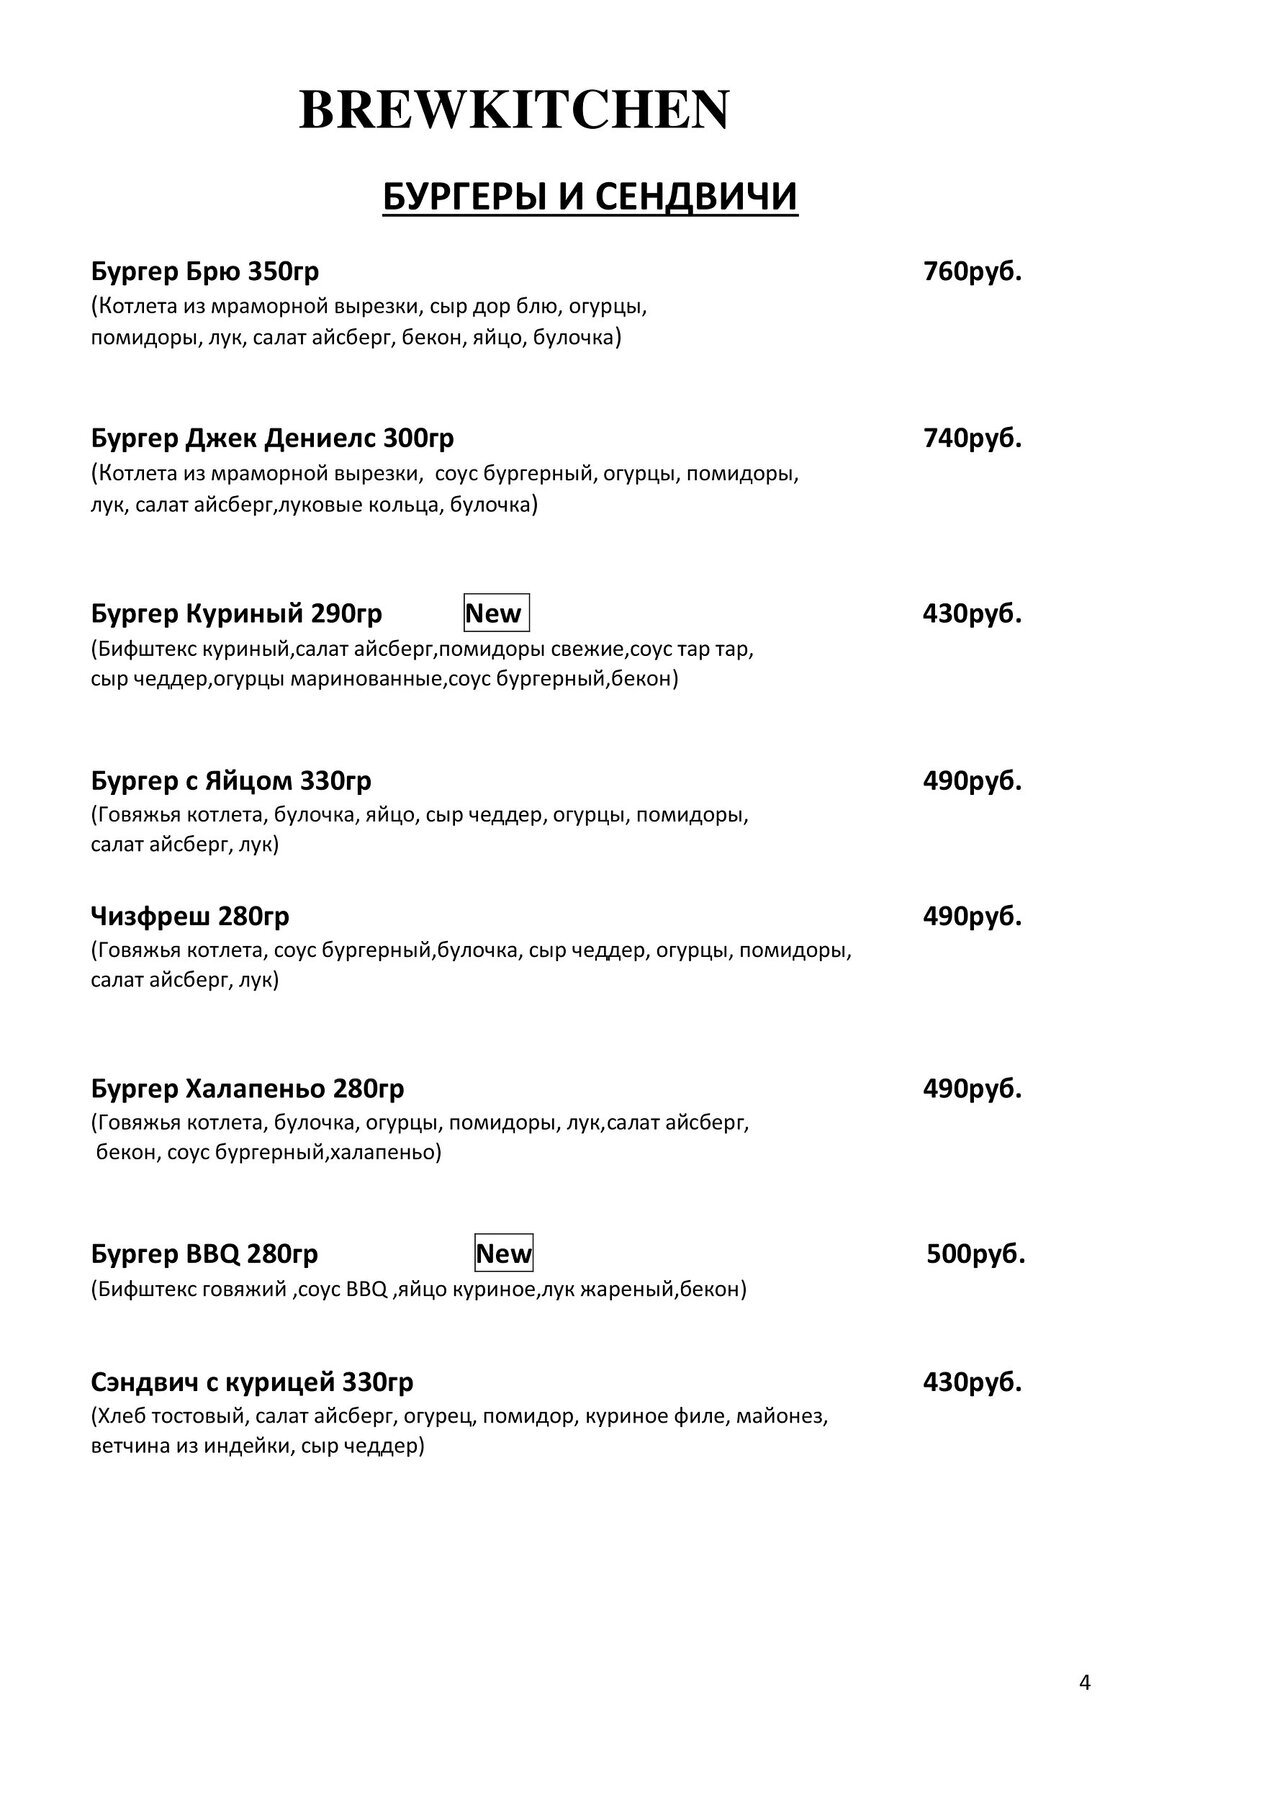 BREWKITCHEN
БУРГЕРЫ И СЕНДВИЧИ
Бургер Брю 350гр 760руб.
(Котлета из мраморной вырезки, сыр дор блю, огурцы,
помидоры, лук, салат айсберг, бекон, яйцо, булочка)
Бургер Джек Дениелс 300гр 740руб.
(Котлета из мраморной вырезки,  соус бургерный, огурцы, помидоры,
лук, салат айсберг,луковые кольца, булочка)
Бургер Куриный 290гр New 430руб.
(Бифштекс куриный,салат айсберг,помидоры свежие,соус тар тар,
сыр чеддер,огурцы маринованные,соус бургерный,бекон)
Бургер с Яйцом 330гр 490руб.
(Говяжья котлета, булочка, яйцо, сыр чеддер, огурцы, помидоры,
салат айсберг, лук)
Чизфреш 280гр 490руб.
(Говяжья котлета, соус бургерный,булочка, сыр чеддер, огурцы, помидоры,
салат айсберг, лук)
Бургер Халапеньо 280гр 490руб.
(Говяжья котлета, булочка, огурцы, помидоры, лук,салат айсберг,
бекон, соус бургерный,халапеньо)
Бургер BBQ 280гр New 500руб.
(Бифштекс говяжий ,соус BBQ ,яйцо куриное,лук жареный,бекон)
Сэндвич с курицей 330гр 430руб.
(Хлеб тостовый, салат айсберг, огурец, помидор, куриное филе, майонез,
ветчина из индейки, сыр чеддер)
4